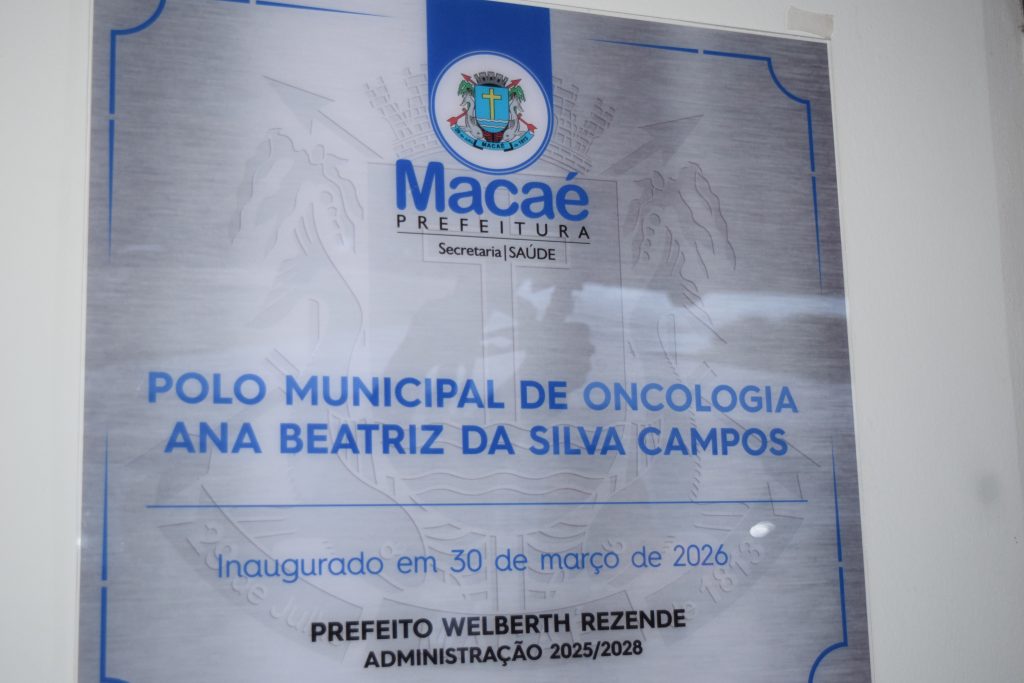 MACAÉ
Macaé
PREFEITURA
Secretaria|SAÚDE
POLO MUNICIPAL DE ONCOLOGIA
ANA BEATRIZ DA SILVA CAMPOS
Inaugurado em 30 de março de 2026
PREFEITO WELBERTH REZENDE
ADMINISTRAÇÃO 2025/2028